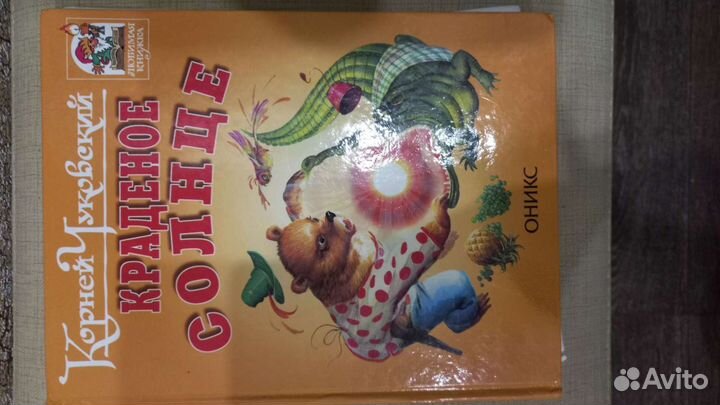 ЛЮБИМАЯ
КНИЖКА
Корней Чуковский
КРАДЕНОЕ
СОЛНЦЕ
ОНИКС
Avito